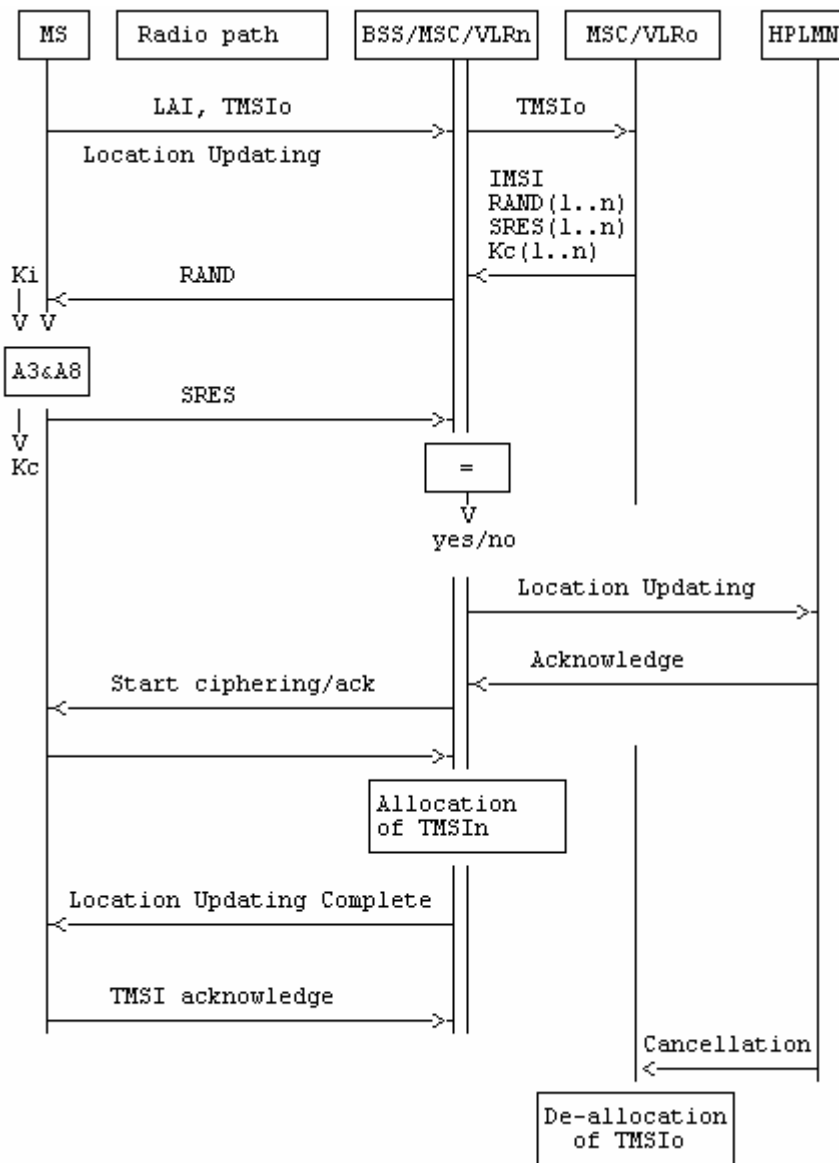 MS
Radio path
BSS/MSC/VLRn
MSC/VLRo
HPLMN
LAI, TMSIo
TMSIo
Location Updating
IMSI
RAND(1..n)
SRES(1..n)
Kc(1..n)
Ki
RAND
V V
A3&A8
SRES
V
Kc
=
V
yes/no
Location Updating
Acknowledge
Start ciphering/ack
Allocation
of TMSIn
Location Updating Complete
TMSI acknowledge
Cancellation
De-allocation
of TMSIo